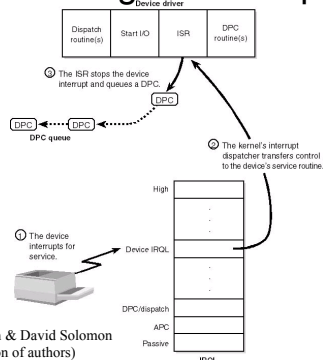 Device driver
Dispatch
routine(s)
Start I/O
ISR
DPC
routine(s)
③ The ISR stops the device
interrupt and queues a DPC.
DPC
DPC
DPC
DPC queue
② The kernel's interrupt
dispatcher transfers control
to the device's service routine.
High
.
.
.
① The device
interrupts for
service.
Device IRQL
.
.
.
DPC/dispatch
APC
Passive
& David Solomon
on of authors)